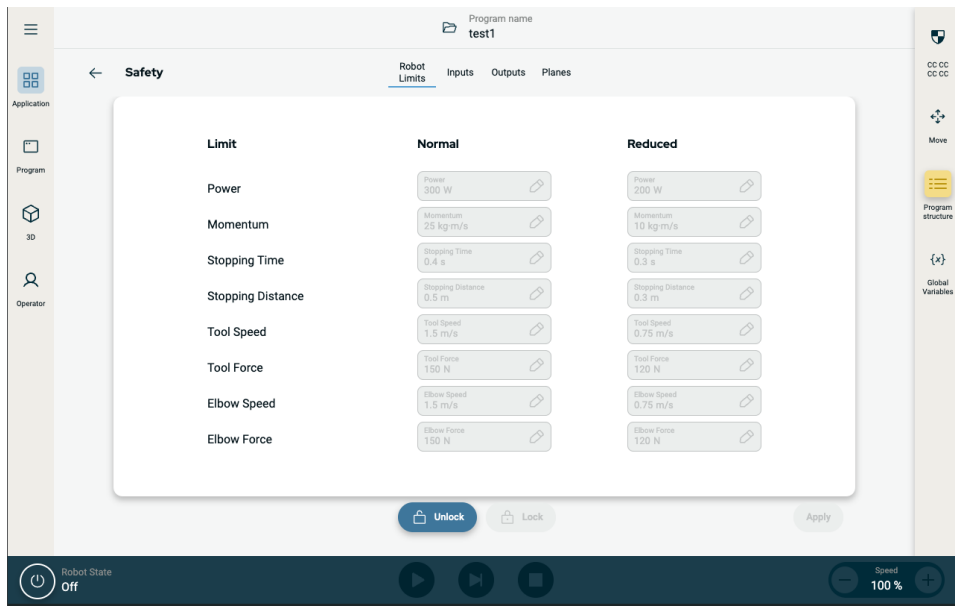 Program name
test1
Safety
Robot
Limits
Inputs
Outputs
Planes
Application
Program
3D
Operator
CC CC
CC CC
Move
Program
structure
{x}
Global
Variables
Limit
Normal
Reduced
Power
Power
300 W
Power
200 W
Momentum
Momentum
25 kg·m/s
Momentum
10 kg·m/s
Stopping Time
Stopping Time
0.4 s
Stopping Time
0.3 s
Stopping Distance
Stopping Distance
0.5 m
Stopping Distance
0.3 m
Tool Speed
Tool Speed
1.5 m/s
Tool Speed
0.75 m/s
Tool Force
Tool Force
150 N
Tool Force
120 N
Elbow Speed
Elbow Speed
1.5 m/s
Elbow Speed
0.75 m/s
Elbow Force
Elbow Force
150 N
Elbow Force
120 N
Unlock
Lock
Apply
Robot State
Off
Speed
100 %